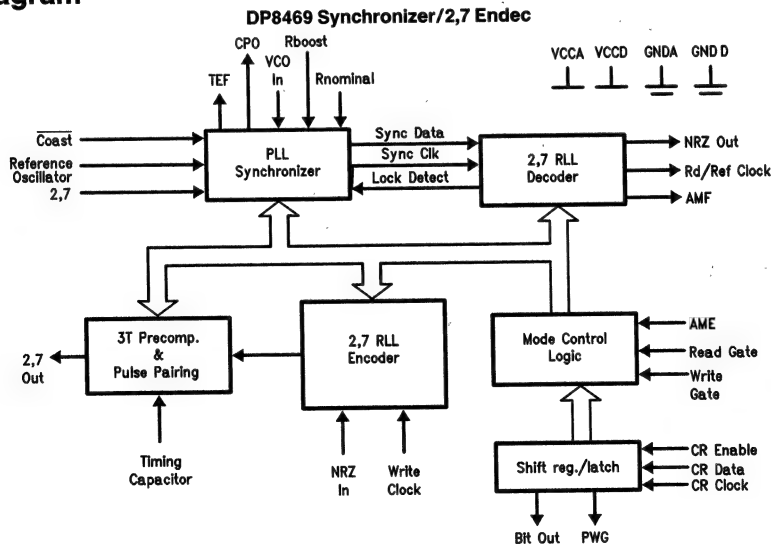 agram
DP8469 Synchronizer/2,7 Endec
CPO
Rboost
VCO
In
TEF
Rnominal
VCCA
VCCD
GNDA
GND D
Coast
Reference
Oscillator
2,7
PLL
Synchronizer
Sync Data
Sync Clk
Lock Detect
2,7 RLL
Decoder
NRZ Out
Rd/Ref Clock
AMF
3T Precomp.
&
Pulse Pairing
2,7
Out
2,7 RLL
Encoder
Mode Control
Logic
AME
Read Gate
Write
Gate
Timing
Capacitor
NRZ
In
Write
Clock
Shift reg./latch
CR Enable
CR Data
CR Clock
Bit Out
PWG